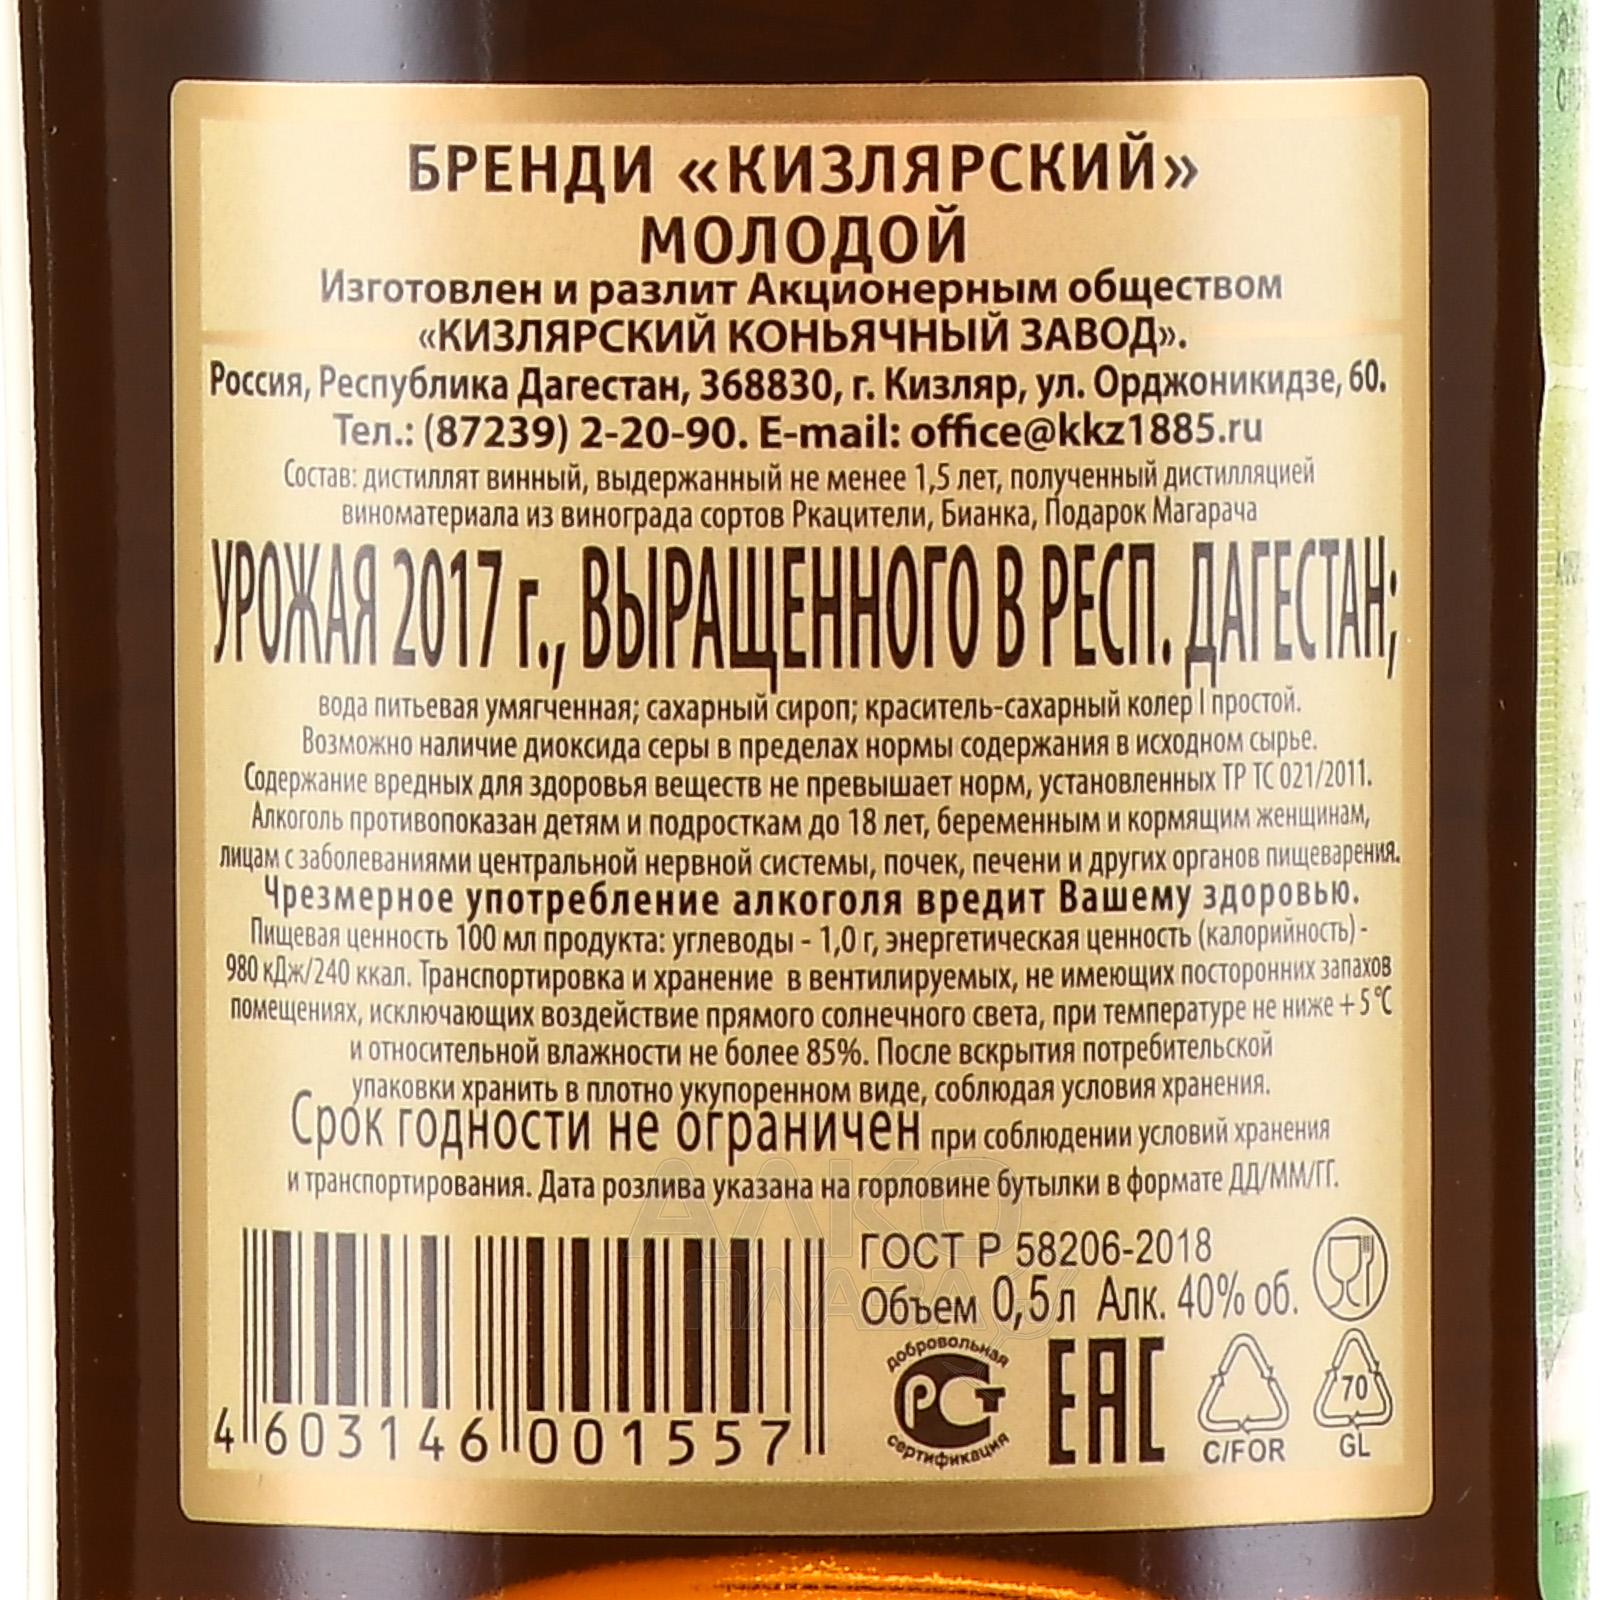 БРЕНДИ «КИЗЛЯРСКИЙ»
МОЛОДОЙ
Изготовлен и разлит Акционерным обществом
«КИЗЛЯРСКИЙ КОНЬЯЧНЫЙ ЗАВОД».
Россия, Республика Дагестан, 368830, г. Кизляр, ул. Орджоникидзе, 60.
Тел.: (87239) 2-20-90. E-mail: office@kkz1885.ru
Состав: дистиллят винный, выдержанный не менее 1,5 лет, полученный дистилляцией
виноматериала из винограда сортов Ркацители, Бианка, Подарок Магарача
УРОЖАЯ 2017 г., ВЫРАЩЕННОГО В РЕСП. ДАГЕСТАН;
вода питьевая умягченная; сахарный сироп; краситель-сахарный колер I простой.
Возможно наличие диоксида серы в пределах нормы содержания в исходном сырье.
Содержание вредных для здоровья веществ не превышает норм, установленных ТР ТС 021/2011.
Алкоголь противопоказан детям и подросткам до 18 лет, беременным и кормящим женщинам,
лицам с заболеваниями центральной нервной системы, почек, печени и других органов пищеварения.
Чрезмерное употребление алкоголя вредит Вашему здоровью.
Пищевая ценность 100 мл продукта: углеводы - 1,0 г, энергетическая ценность (калорийность) -
980 кДж/240 ккал. Транспортировка и хранение в вентилируемых, не имеющих посторонних запахов
помещениях, исключающих воздействие прямого солнечного света, при температуре не ниже + 5 °С
и относительной влажности не более 85%. После вскрытия потребительской
упаковки хранить в плотно укупоренном виде, соблюдая условия хранения.
Срок годности не ограничен при соблюдении условий хранения
и транспортирования. Дата розлива указана на горловине бутылки в формате ДД/ММ/ГГ.
ГОСТ Р 58206-2018
Объем 0,5л Алк. 40% об.
добровольная
РСТ
сертификация
ЕАС
C/FOR
70
GL
4 603146 001557
АЛКО
ПЛАЗА